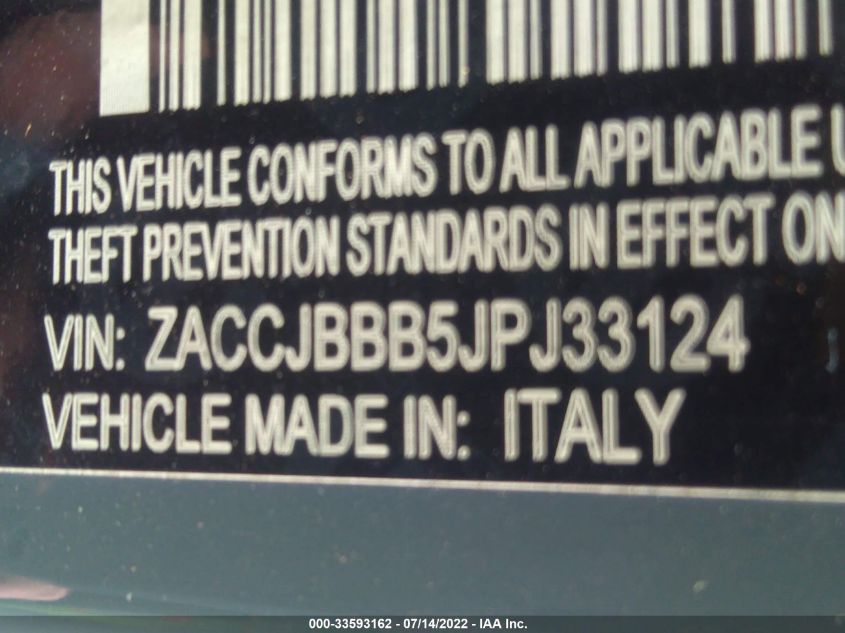 THIS VEHICLE CONFORMS TO ALL APPLICABLE
THEFT PREVENTION STANDARDS IN EFFECT ON
VIN: ZACCJBBB5JPJ33124
VEHICLE MADE IN: ITALY
000-33593162 - 07/14/2022 - IAA Inc.